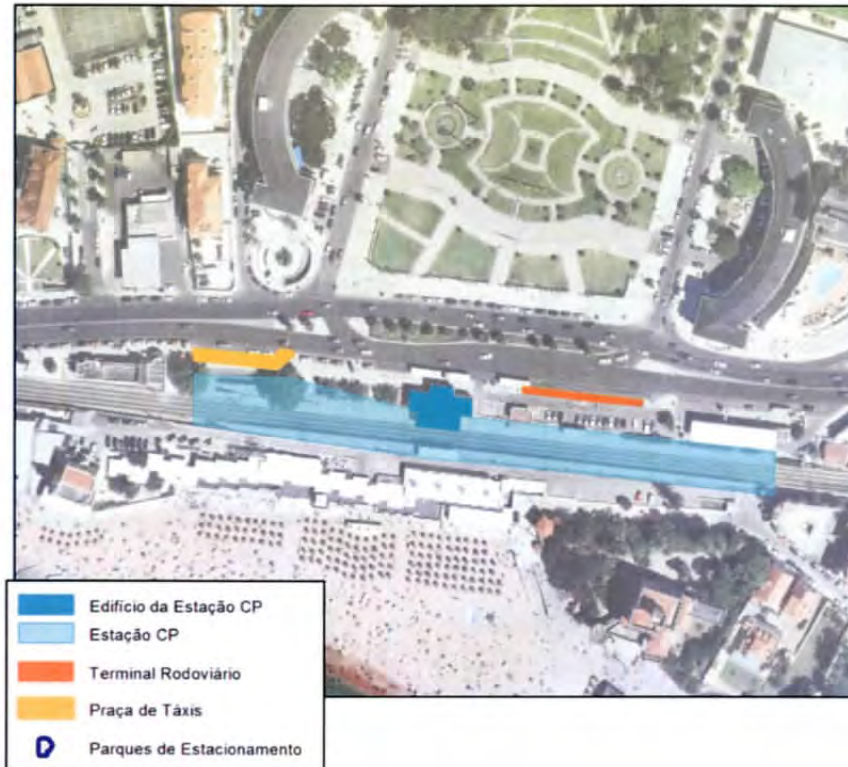 Edifício da Estação CP
Estação CP
Terminal Rodoviário
Praça de Táxis
Parques de Estacionamento